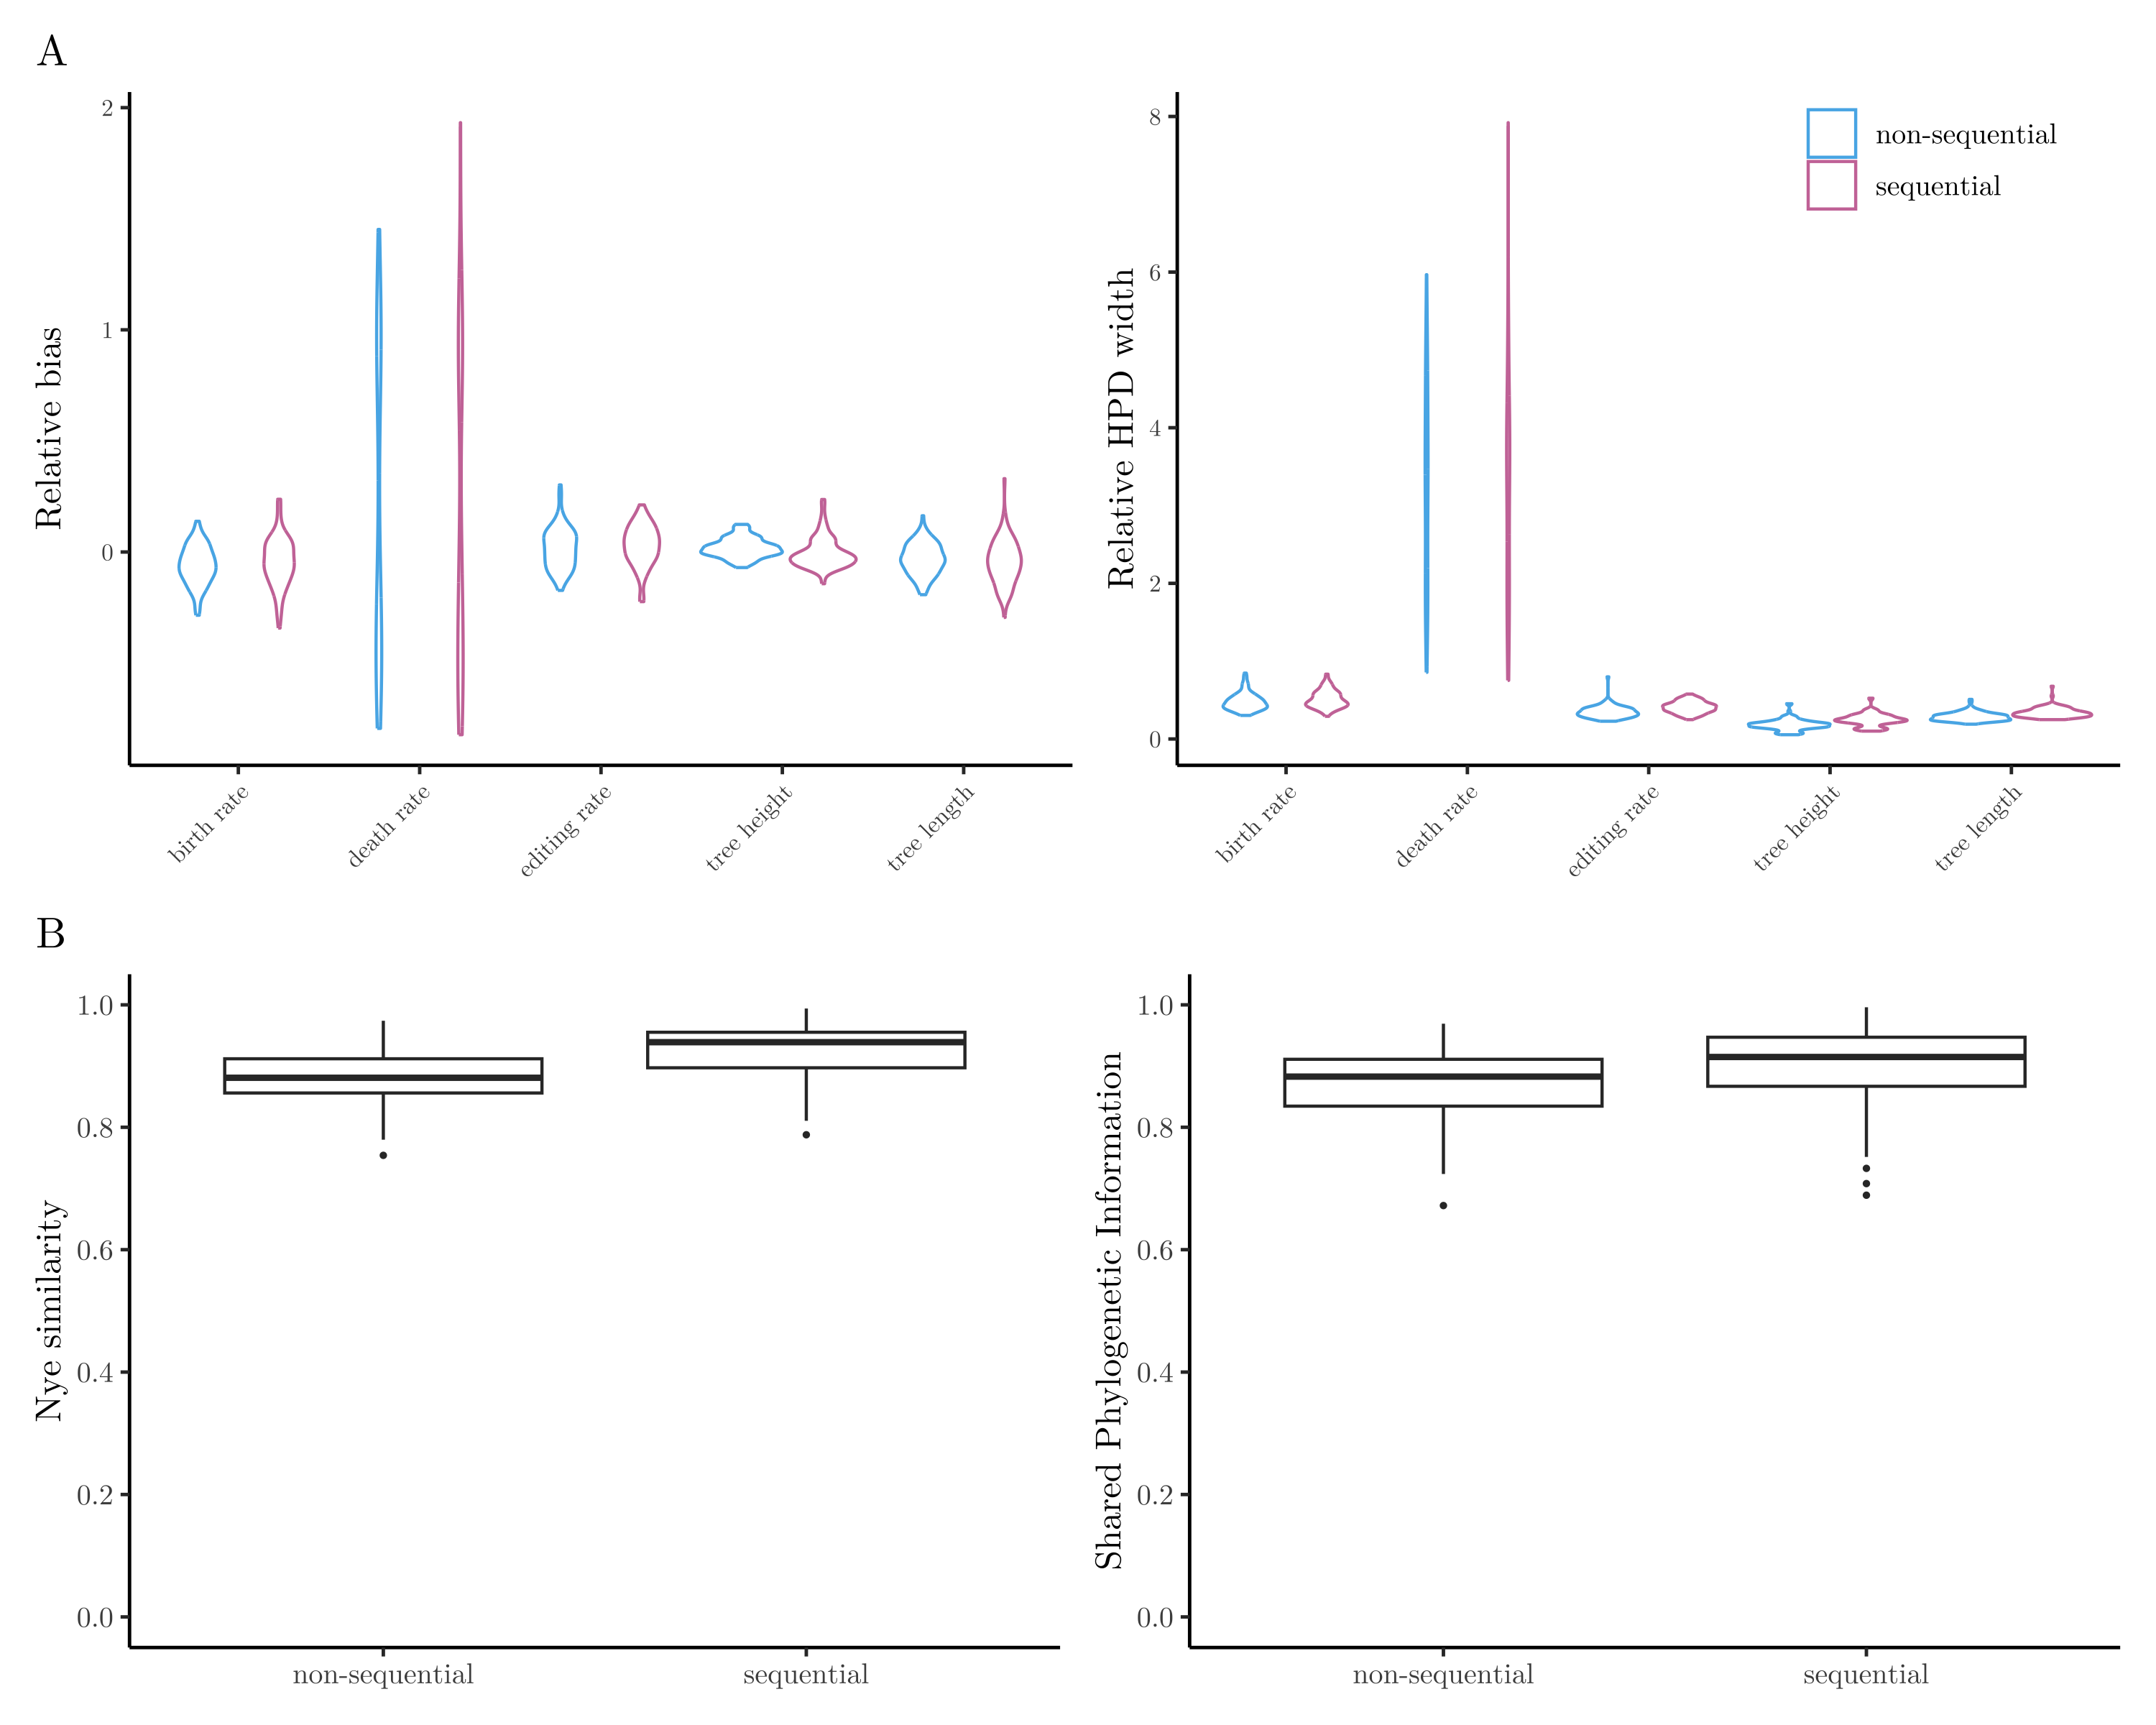 A
Relative bias
2
1
0
birth rate
death rate
editing rate
tree height
tree length
Relative HPD width
8
6
4
2
0
non-sequential
sequential
birth rate
death rate
editing rate
tree height
tree length
B
Nye similarity
1.0
0.8
0.6
0.4
0.2
0.0
non-sequential
sequential
Shared Phylogenetic Information
1.0
0.8
0.6
0.4
0.2
0.0
non-sequential
sequential